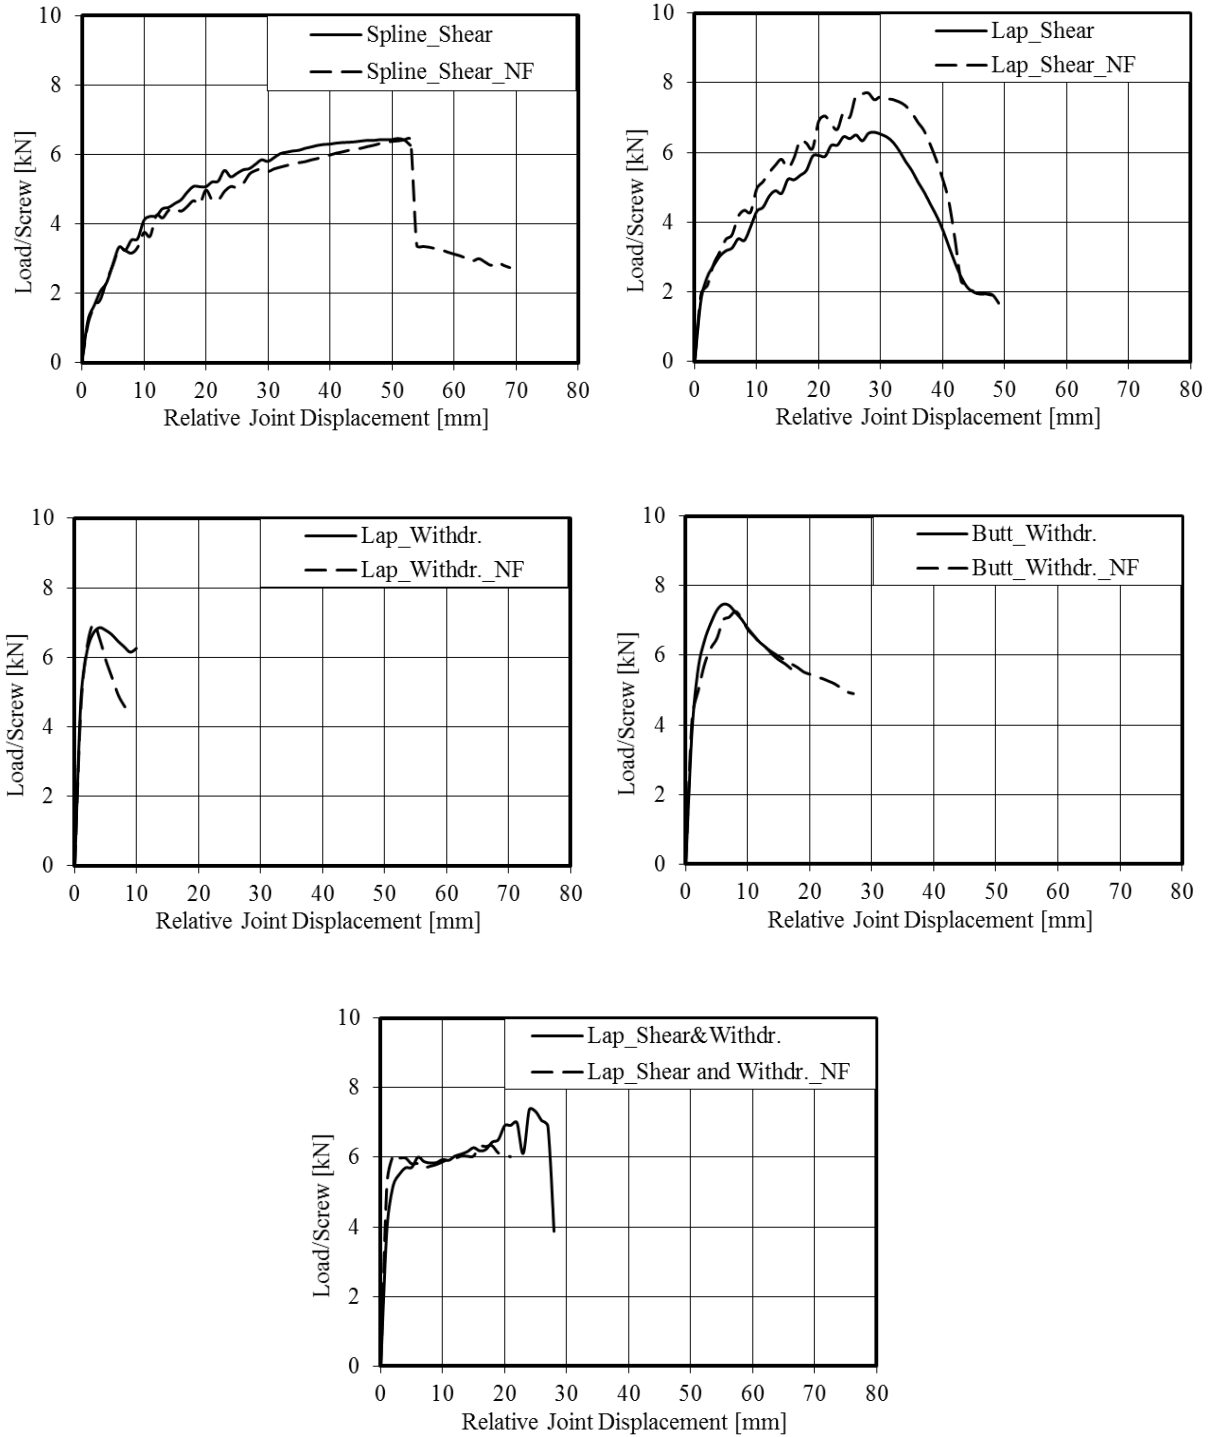 Spline_Shear
Spline_Shear_NF
10
8
6
4
2
0
Load/Screw [kN]
0 10 20 30 40 50 60 70 80
Relative Joint Displacement [mm]
Lap_Shear
Lap_Shear_NF
10
8
6
4
2
0
Load/Screw [kN]
0 10 20 30 40 50 60 70 80
Relative Joint Displacement [mm]
Lap_Withdr.
Lap_Withdr._NF
10
8
6
4
2
0
Load/Screw [kN]
0 10 20 30 40 50 60 70 80
Relative Joint Displacement [mm]
Butt_Withdr.
Butt_Withdr._NF
10
8
6
4
2
0
Load/Screw [kN]
0 10 20 30 40 50 60 70 80
Relative Joint Displacement [mm]
Lap_Shear&Withdr.
Lap_Shear and Withdr._NF
10
8
6
4
2
0
Load/Screw [kN]
0 10 20 30 40 50 60 70 80
Relative Joint Displacement [mm]